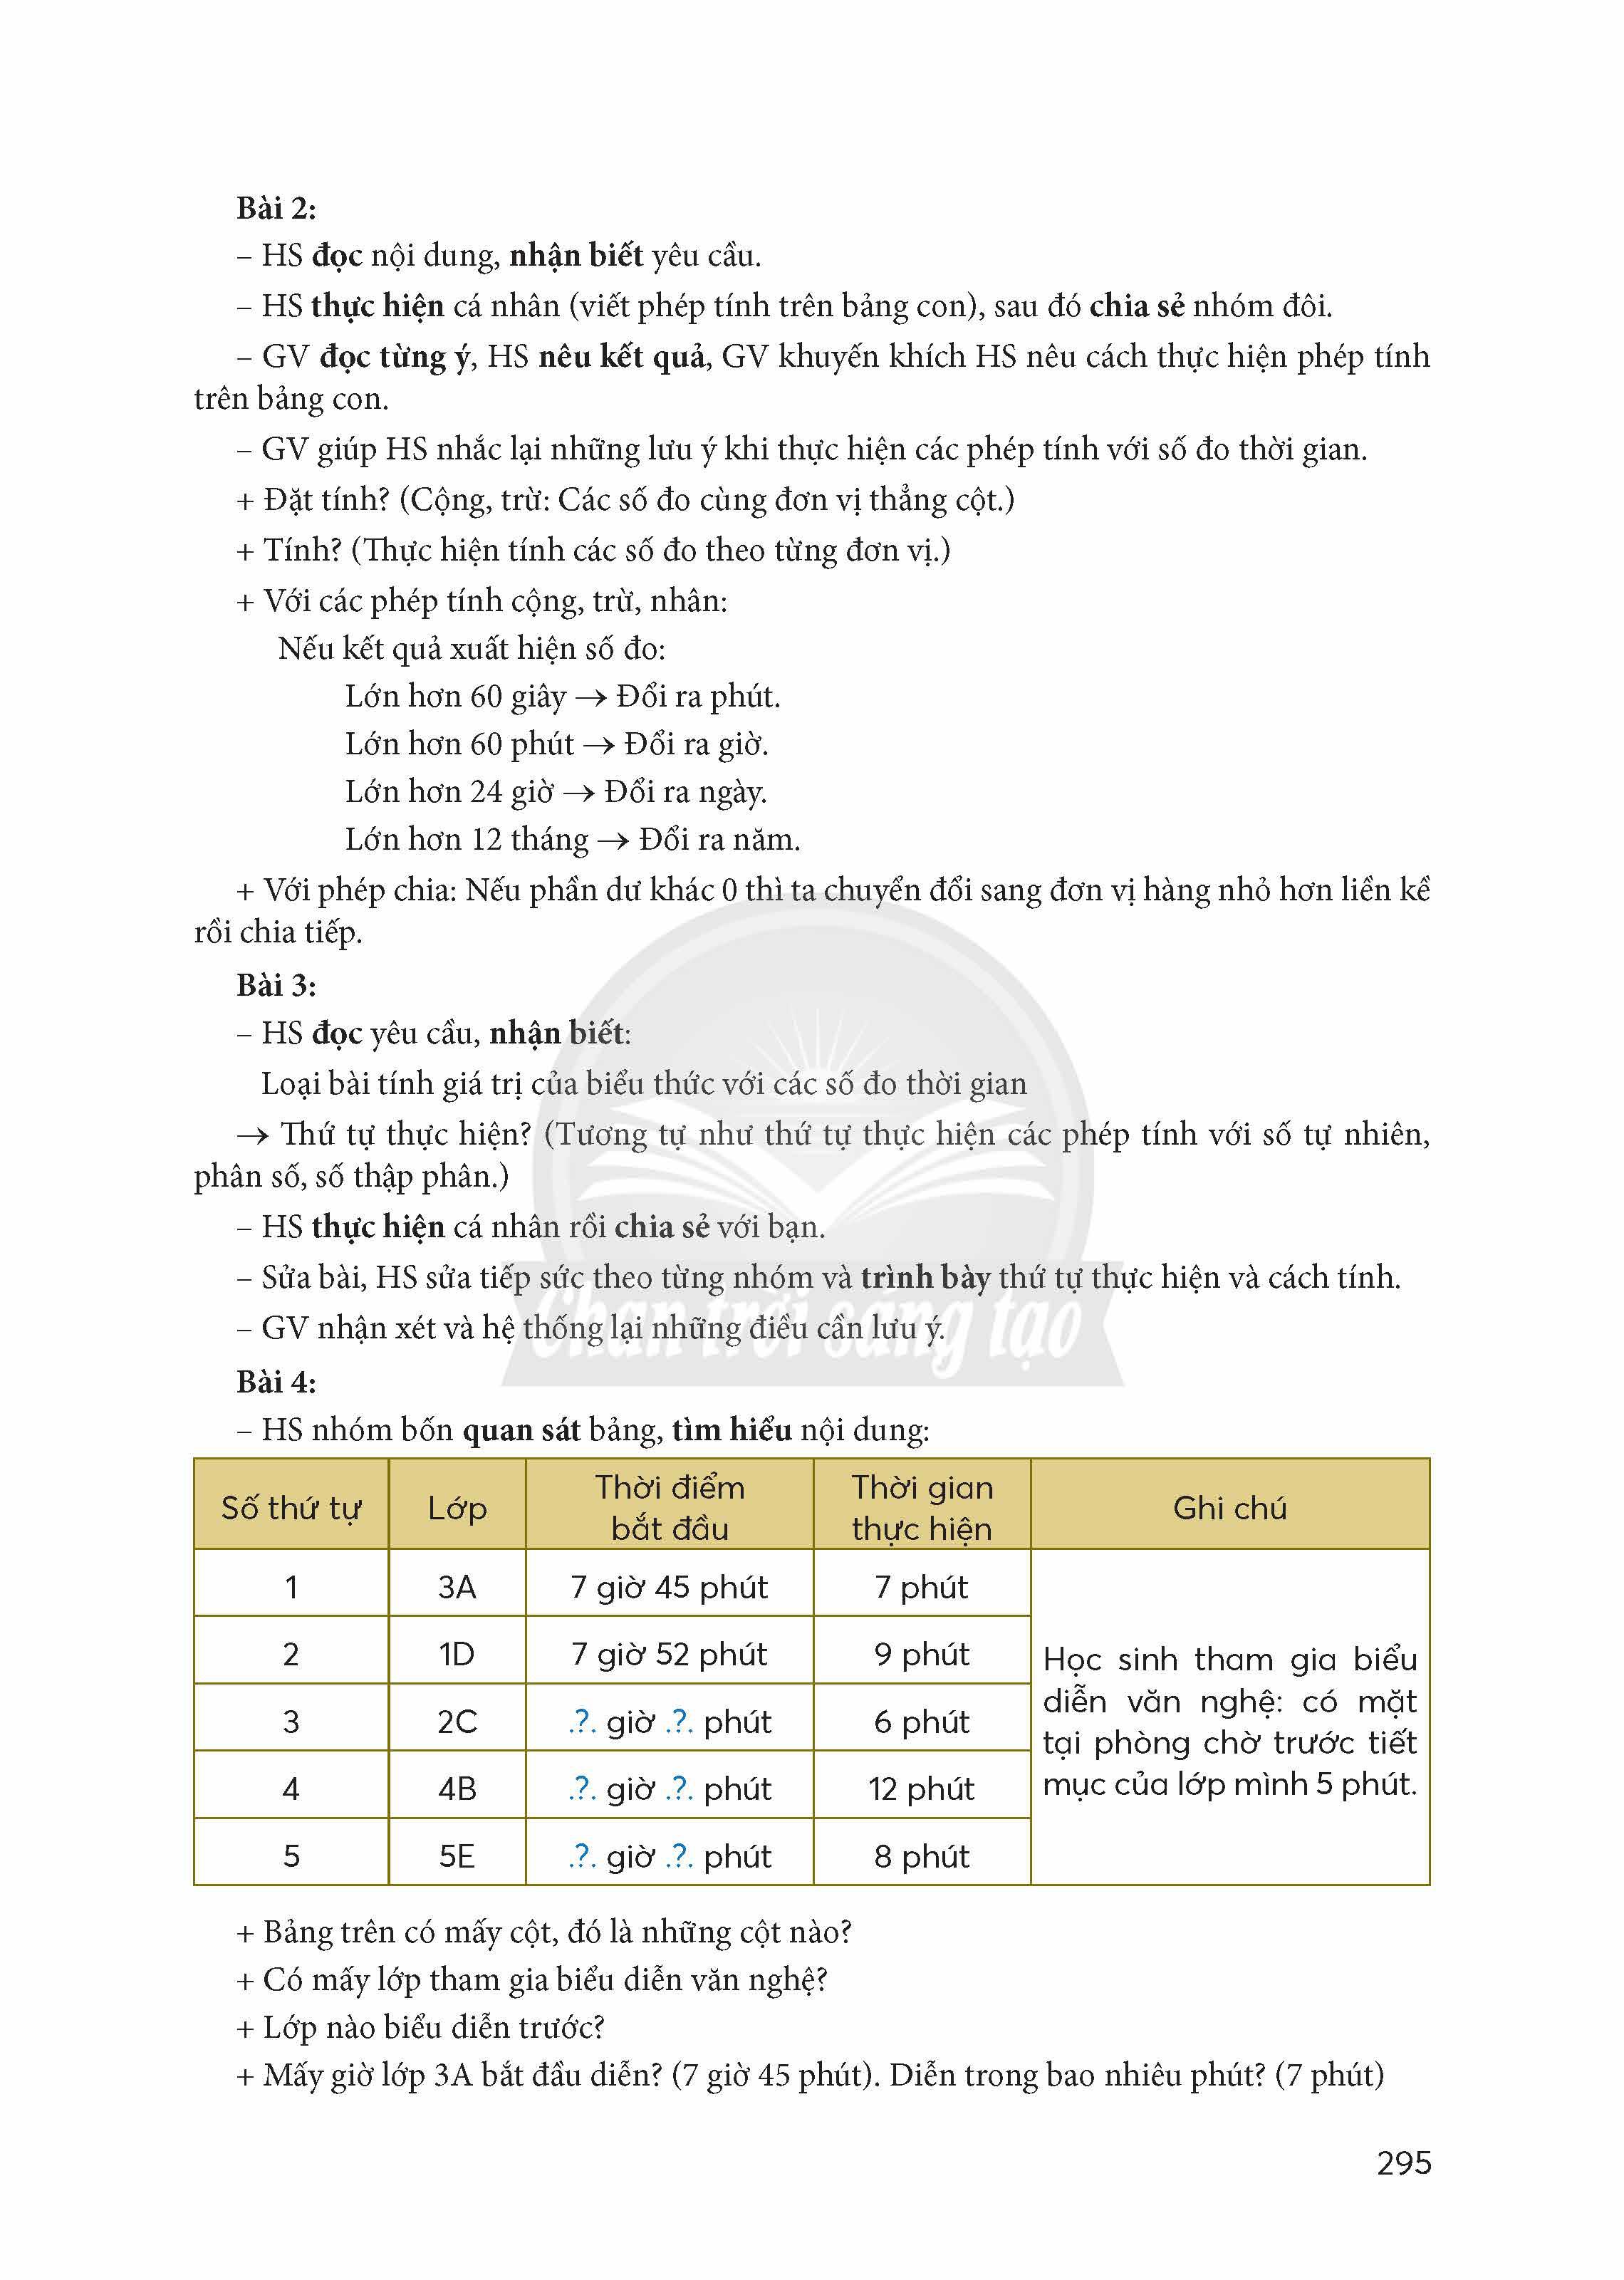 Bài 2:
– HS đọc nội dung, nhận biết yêu cầu.
– HS thực hiện cá nhân (viết phép tính trên bảng con), sau đó chia sẻ nhóm đôi.
– GV đọc từng ý, HS nêu kết quả, GV khuyến khích HS nêu cách thực hiện phép tính
trên bảng con.
– GV giúp HS nhắc lại những lưu ý khi thực hiện các phép tính với số đo thời gian.
+ Đặt tính? (Cộng, trừ: Các số đo cùng đơn vị thẳng cột.)
+ Tính? (Thực hiện tính các số đo theo từng đơn vị.)
+ Với các phép tính cộng, trừ, nhân:
Nếu kết quả xuất hiện số đo:
Lớn hơn 60 giây → Đổi ra phút.
Lớn hơn 60 phút → Đổi ra giờ.
Lớn hơn 24 giờ → Đổi ra ngày.
Lớn hơn 12 tháng → Đổi ra năm.
+ Với phép chia: Nếu phần dư khác 0 thì ta chuyển đổi sang đơn vị hàng nhỏ hơn liền kề
rồi chia tiếp.
Bài 3:
– HS đọc yêu cầu, nhận biết:
Loại bài tính giá trị của biểu thức với các số đo thời gian
→ Thứ tự thực hiện? (Tương tự như thứ tự thực hiện các phép tính với số tự nhiên,
phân số, số thập phân.)
– HS thực hiện cá nhân rồi chia sẻ với bạn.
– Sửa bài, HS sửa tiếp sức theo từng nhóm và trình bày thứ tự thực hiện và cách tính.
– GV nhận xét và hệ thống lại những điều cần lưu ý.
Chân trời sáng tạo
Bài 4:
– HS nhóm bốn quan sát bảng, tìm hiểu nội dung:
Số thứ tự Lớp Thời điểm bắt đầu Thời gian thực hiện Ghi chú
1 3A 7 giờ 45 phút 7 phút
2 1D 7 giờ 52 phút 9 phút
3 2C .?. giờ .?. phút 6 phút
4 4B .?. giờ .?. phút 12 phút
5 5E .?. giờ .?. phút 8 phút
Học sinh tham gia biểu
diễn văn nghệ: có mặt
tại phòng chờ trước tiết
mục của lớp mình 5 phút.
+ Bảng trên có mấy cột, đó là những cột nào?
+ Có mấy lớp tham gia biểu diễn văn nghệ?
+ Lớp nào biểu diễn trước?
+ Mấy giờ lớp 3A bắt đầu diễn? (7 giờ 45 phút). Diễn trong bao nhiêu phút? (7 phút)
295